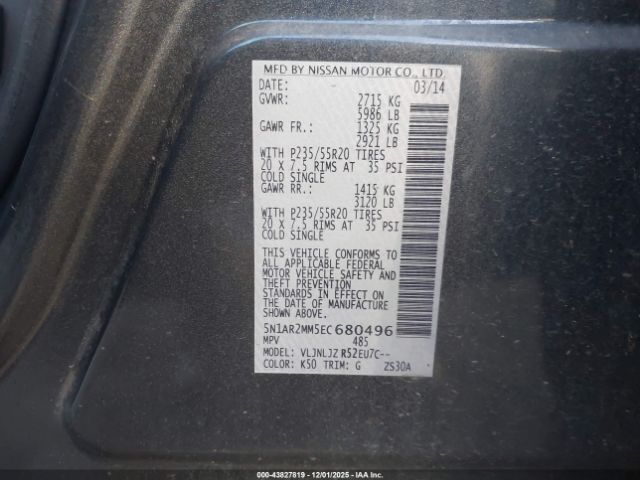 MFD BY NISSAN MOTOR CO., LTD.
DATE: 03/14
GVWR: 2715 KG
5986 LB
GAWR FR.: 1325 KG
2921 LB
WITH P235/55R20 TIRES
20 X 7.5 RIMS AT 35 PSI
COLD SINGLE
GAWR RR.: 1415 KG
3120 LB
WITH P235/55R20 TIRES
20 X 7.5 RIMS AT 35 PSI
COLD SINGLE
THIS VEHICLE CONFORMS TO
ALL APPLICABLE FEDERAL
MOTOR VEHICLE SAFETY AND
THEFT PREVENTION
STANDARDS IN EFFECT ON
THE DATE OF MANUFACTURE
SHOWN ABOVE.
5N1AR2MM5EC680496
MPV 485
MODEL: VLJNLJZ R52EU7C--
COLOR: K50 TRIM: G ZS30A
000-43827819 • 12/01/2025 • IAA Inc.